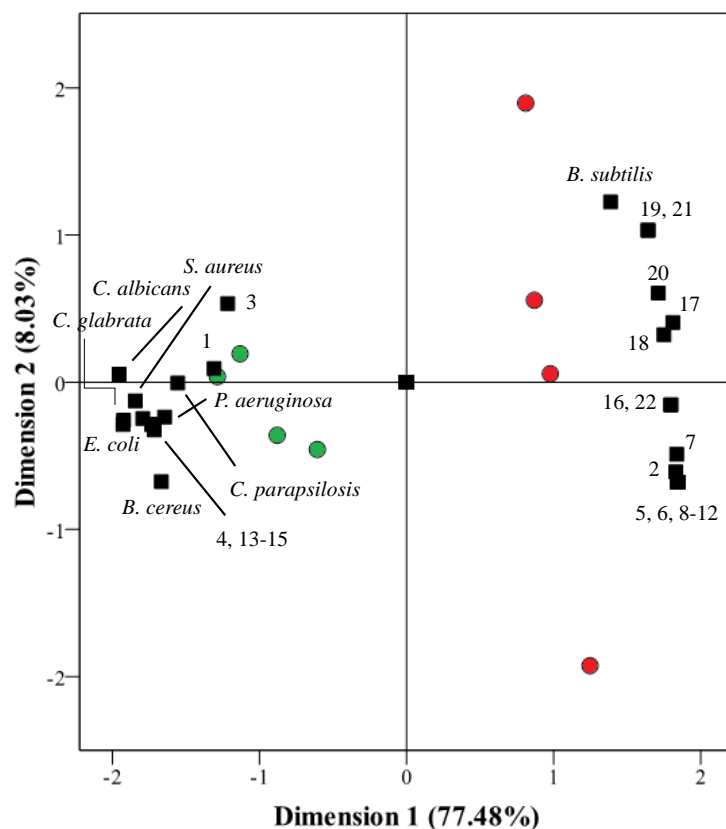 2
B. subtilis
19, 21
1
S. aureus
C. albicans
20
3
C. glabrata
17
1
18
0
P. aeruginosa
16, 22
E. coli
7
2
C. parapsilosis
B. cereus
5, 6, 8-12
-1
4, 13-15
-2
-2
-1
0
1
2
Dimension 1 (77.48%)
Dimension 2 (8.03%)